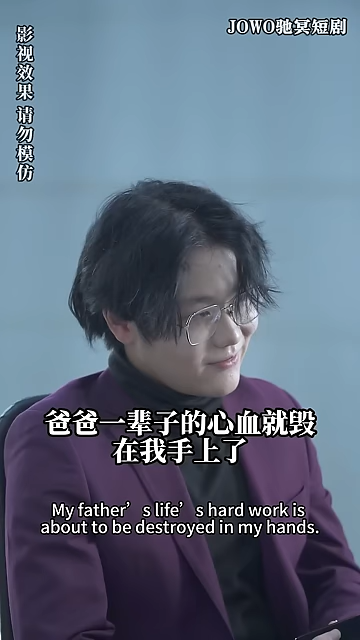 JOWO驰冥短剧
影视效果 请勿模仿
爸爸一辈子的心血就毁
在我手上了
My father’s life’s hard work is
about to be destroyed in my hands.